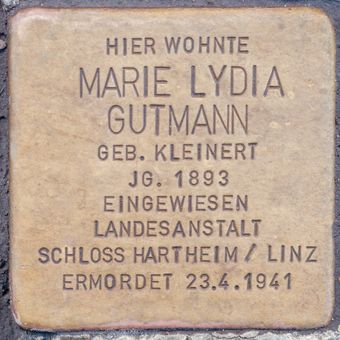 HIER WOHNTE
MARIE LYDIA
GUTMANN
GEB. KLEINERT
JG. 1893
EINGEWIESEN
LANDESANSTALT
SCHLOSS HARTHEIM / LINZ
ERMORDET 23.4.1941